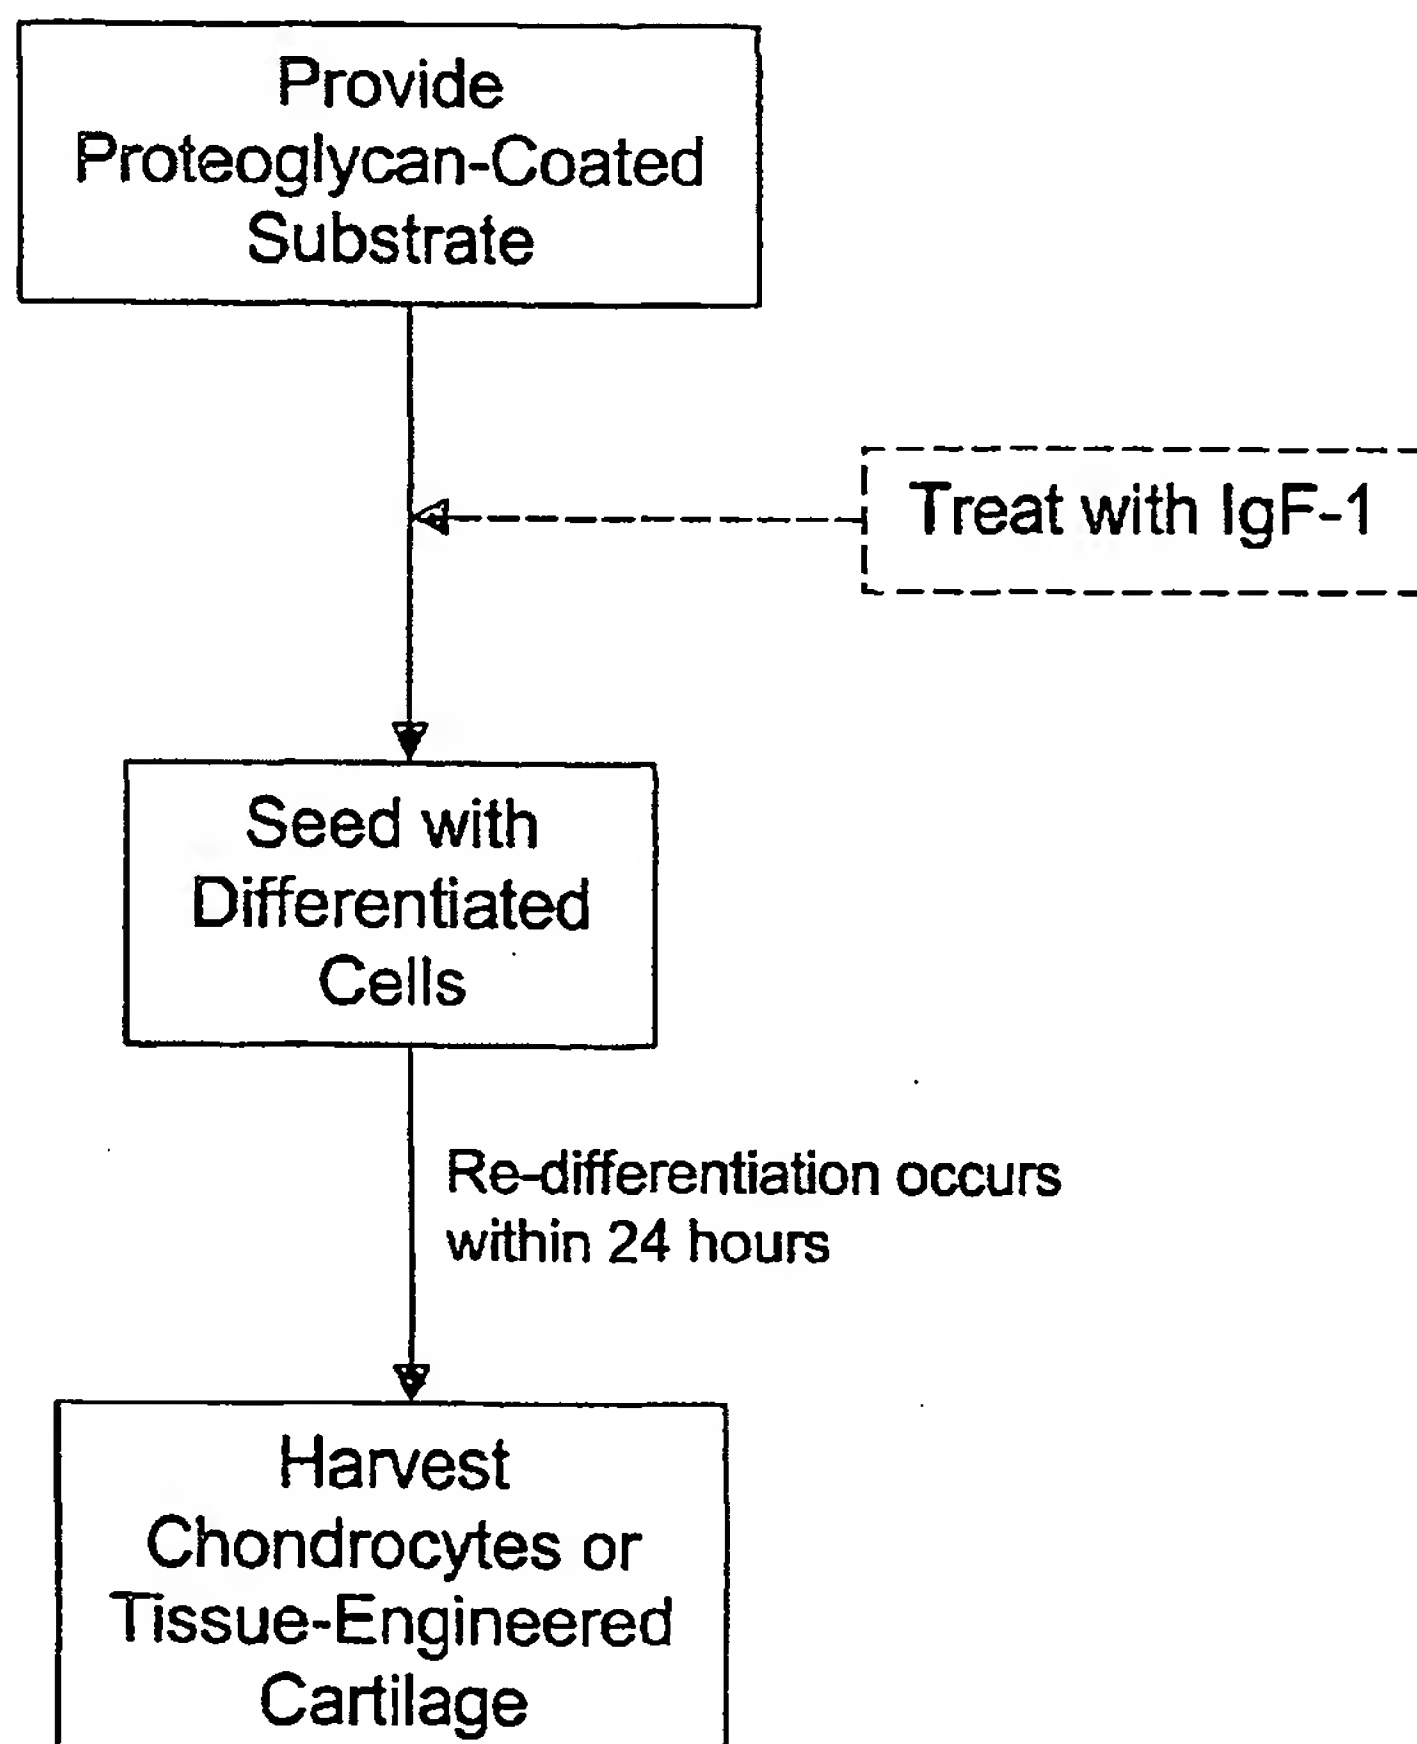 Provide
Proteoglycan-Coated
Substrate
Treat with IgF-1
Seed with
Differentiated
Cells
Re-differentiation occurs
within 24 hours
Harvest
Chondrocytes or
Tissue-Engineered
Cartilage